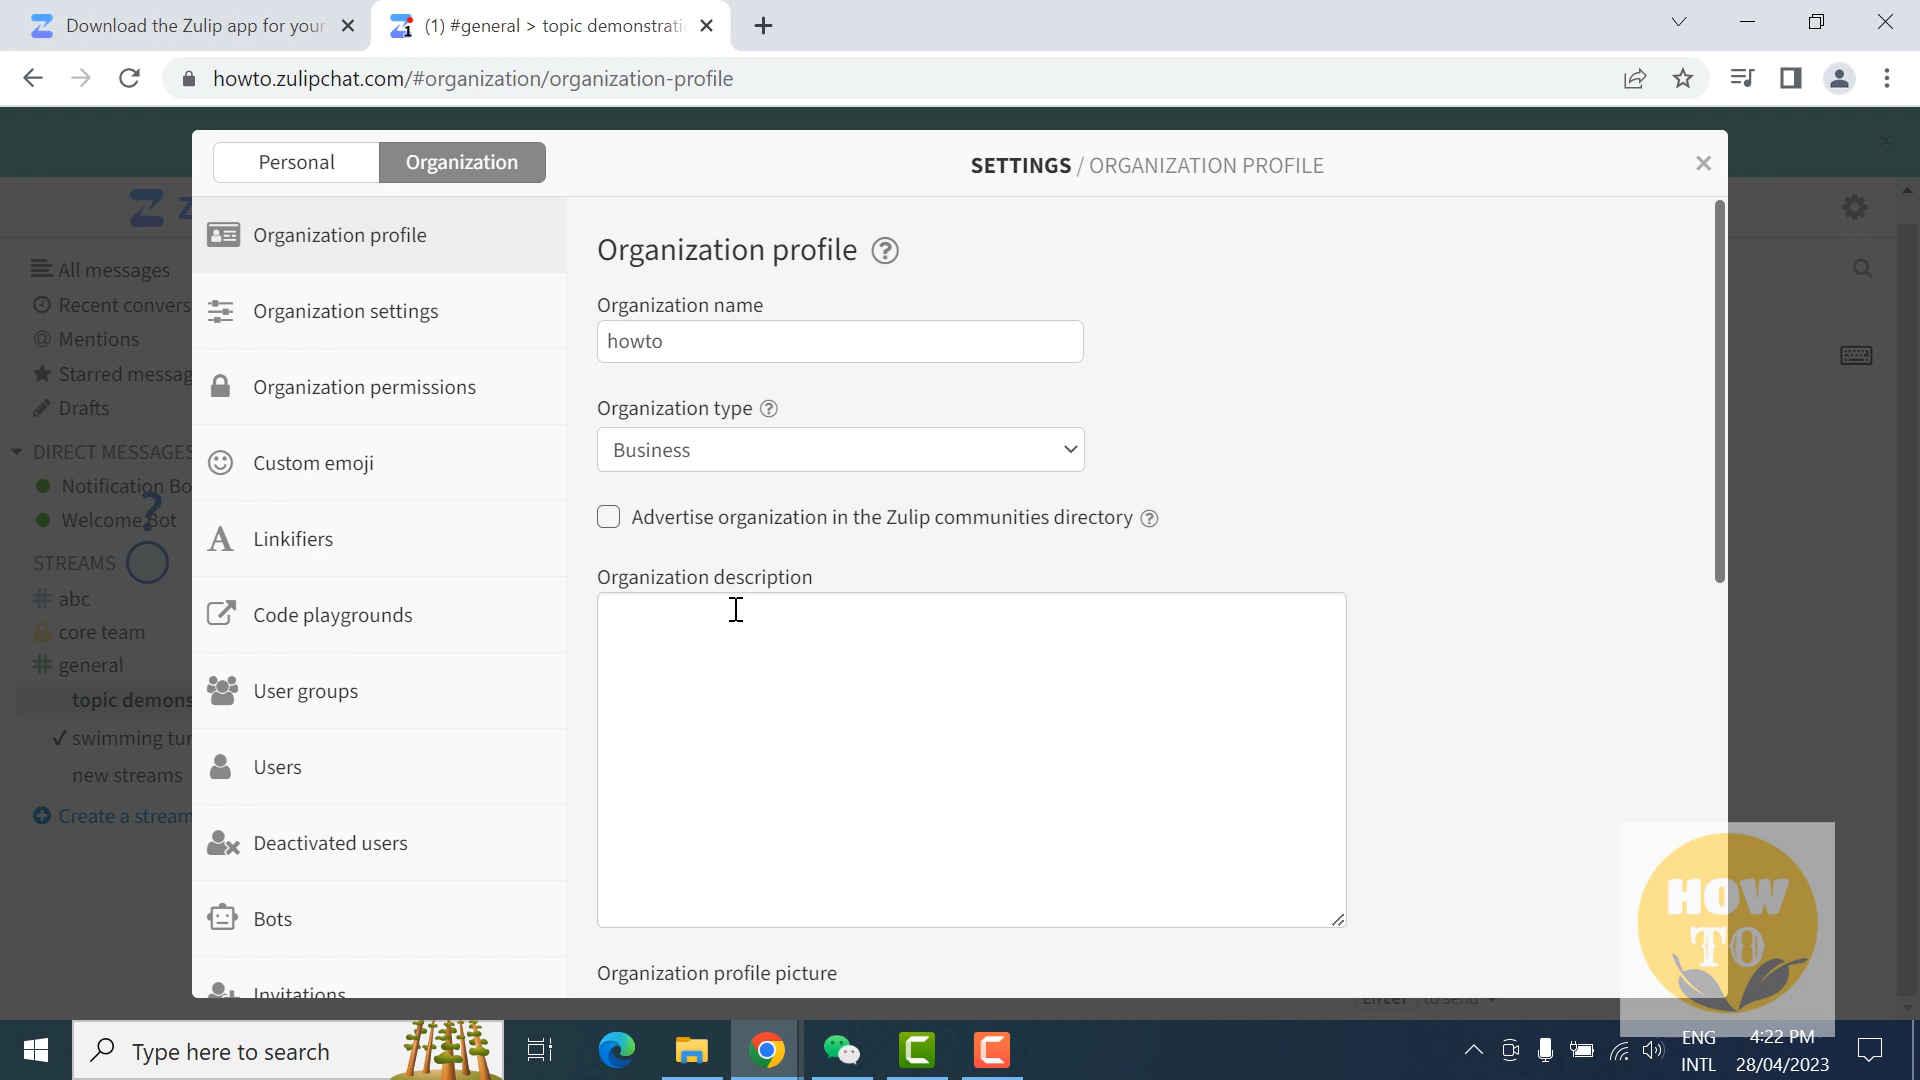 Download the Zulip app for your
(1) #general > topic demonstrati
howto.zulipchat.com/#organization/organization-profile
Personal
Organization
SETTINGS / ORGANIZATION PROFILE
All messages
Recent convers
@ Mentions
Starred messag
Drafts
DIRECT MESSAGES
Notification Bo
Welcome Bot
?
STREAMS
# abc
core team
# general
topic demons
✓ swimming tur
new streams
Create a stream
Organization profile
Organization settings
Organization permissions
Custom emoji
Linkifiers
Code playgrounds
User groups
Users
Deactivated users
Bots
Invitations
Organization profile ?
Organization name
howto
Organization type ?
Business
Advertise organization in the Zulip communities directory ?
Organization description
Organization profile picture
Enter to send
HOW
TO
Type here to search
ENG
INTL
4:22 PM
28/04/2023